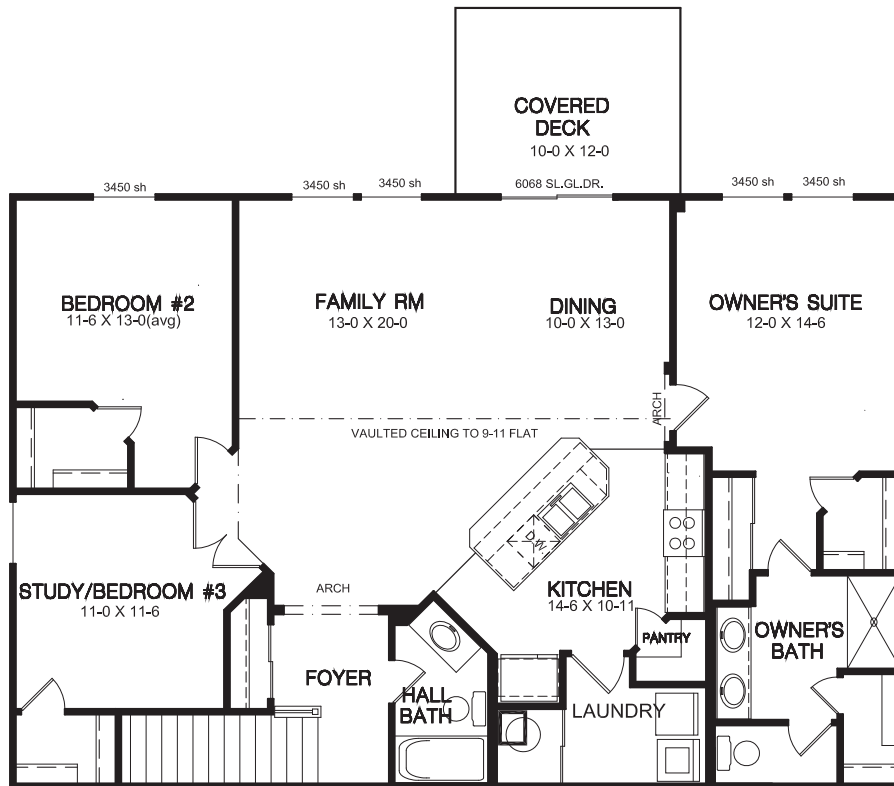 COVERED
DECK
10-0 X 12-0
3450 sh
3450 sh
3450 sh
6068 SL.GL.DR.
3450 sh
3450 sh
BEDROOM #2
11-6 X 13-0(avg)
FAMILY RM
13-0 X 20-0
DINING
10-0 X 13-0
OWNER'S SUITE
12-0 X 14-6
ARCH
VAULTED CEILING TO 9-11 FLAT
DW
STUDY/BEDROOM #3
11-0 X 11-6
ARCH
KITCHEN
14-6 X 10-11
PANTRY
OWNER'S
BATH
FOYER
HALL
BATH
LAUNDRY